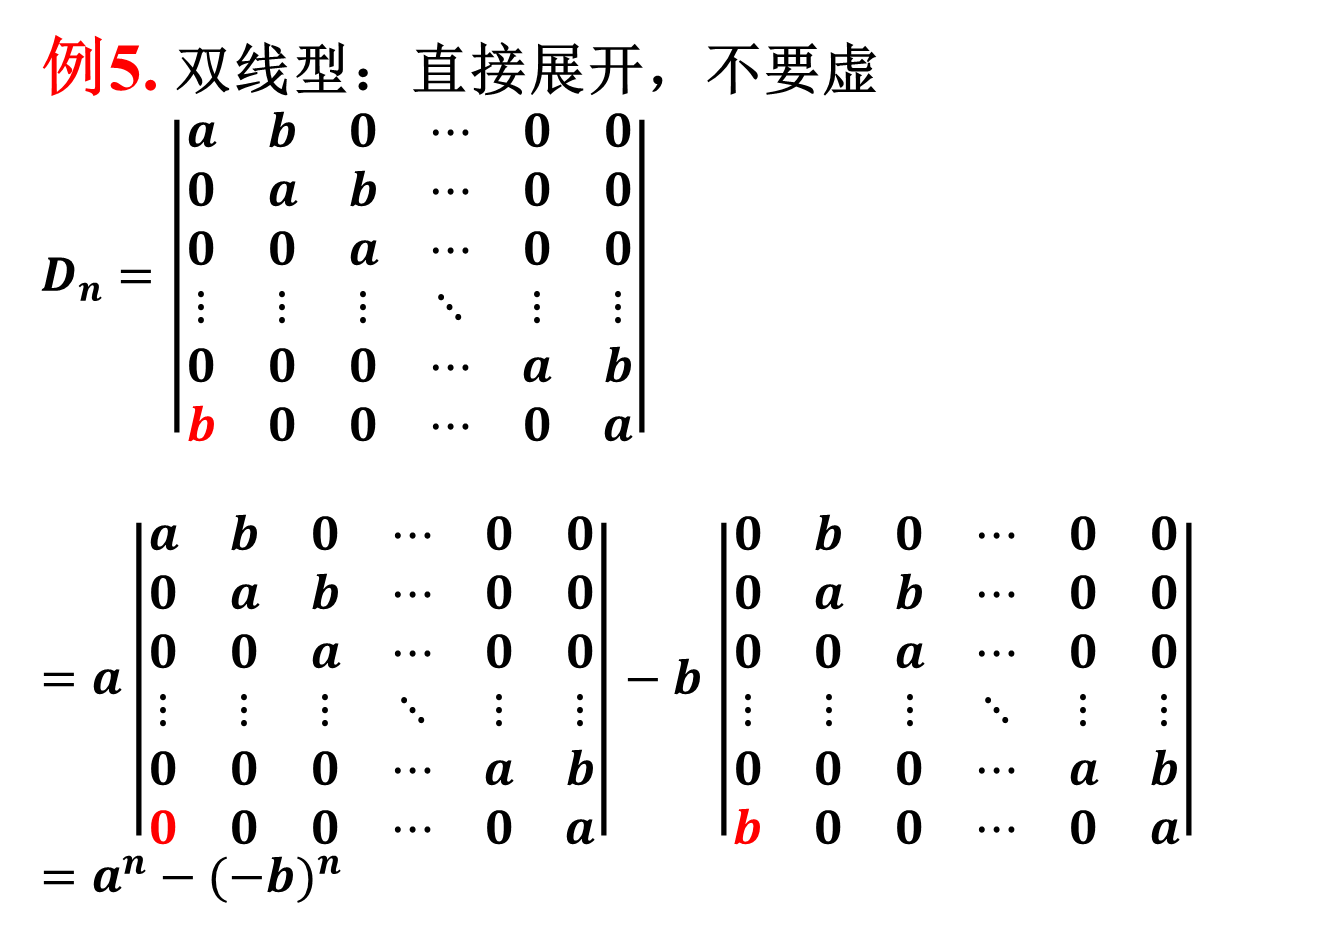 例5. 双线型：直接展开，不要虚
a b 0 ⋯ 0 0
0 a b ⋯ 0 0
0 0 a ⋯ 0 0
Dₙ =
⋮ ⋮ ⋮ ⋱ ⋮ ⋮
0 0 0 ⋯ a b
b 0 0 ⋯ 0 a
a b 0 ⋯ 0 0 0 b 0 ⋯ 0 0
0 a b ⋯ 0 0 0 a b ⋯ 0 0
0 0 a ⋯ 0 0 0 0 a ⋯ 0 0
= a − b
⋮ ⋮ ⋮ ⋱ ⋮ ⋮ ⋮ ⋮ ⋮ ⋱ ⋮ ⋮
0 0 0 ⋯ a b 0 0 0 ⋯ a b
0 0 0 ⋯ 0 a b 0 0 ⋯ 0 a
= aⁿ − (−b)ⁿ